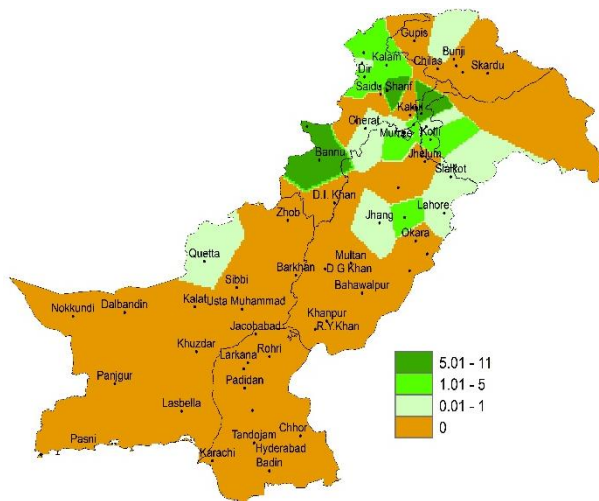 Gupis
Bunji
Kalam
Chilas
Skardu
Dir
Saidu Sharif
Kakul
Cherat
Murree
Kotli
Bannu
Jhelum
Sialkot
D.I. Khan
Zhob
Jhang
Lahore
Okara
Quetta
Multan
Barkhan
D G Khan
Sibbi
Bahawalpur
Nokkundi
Dalbandin
Kalat
Usta Muhammad
Khanpur
R.Y.Khan
Jacobabad
Khuzdar
Larkana
Rohri
Panjgur
Padidan
Lasbella
Chhor
Pasni
Tandojam
Hyderabad
Karachi
Badin
5.01 - 11
1.01 - 5
0.01 - 1
0